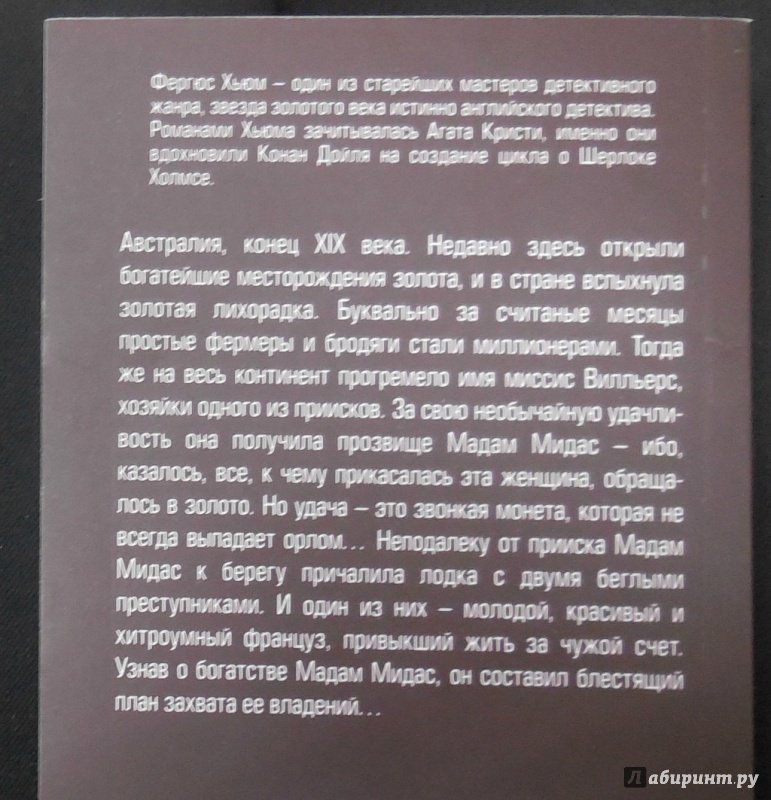 Фергюс Хьюм – один из старейших мастеров детективного
жанра, звезда золотого века истинно английского детектива.
Романами Хьюма зачитывалась Агата Кристи, именно они
вдохновили Конан Дойля на создание цикла о Шерлоке
Холмсе.
Австралия, конец XIX века. Недавно здесь открыли
богатейшие месторождения золота, и в стране вспыхнула
золотая лихорадка. Буквально за считаные месяцы
простые фермеры и бродяги стали миллионерами. Тогда
же на весь континент прогремело имя миссис Вилльерс,
хозяйки одного из приисков. За свою необычайную удачли-
вость она получила прозвище Мадам Мидас – ибо,
казалось, все, к чему прикасалась эта женщина, обраща-
лось в золото. Но удача – это звонкая монета, которая не
всегда выпадает орлом... Неподалеку от прииска Мадам
Мидас к берегу причалила лодка с двумя беглыми
преступниками. И один из них – молодой, красивый и
хитроумный француз, привыкший жить за чужой счет.
Узнав о богатстве Мадам Мидас, он составил блестящий
план захвата ее владений...
Лабиринт.ру